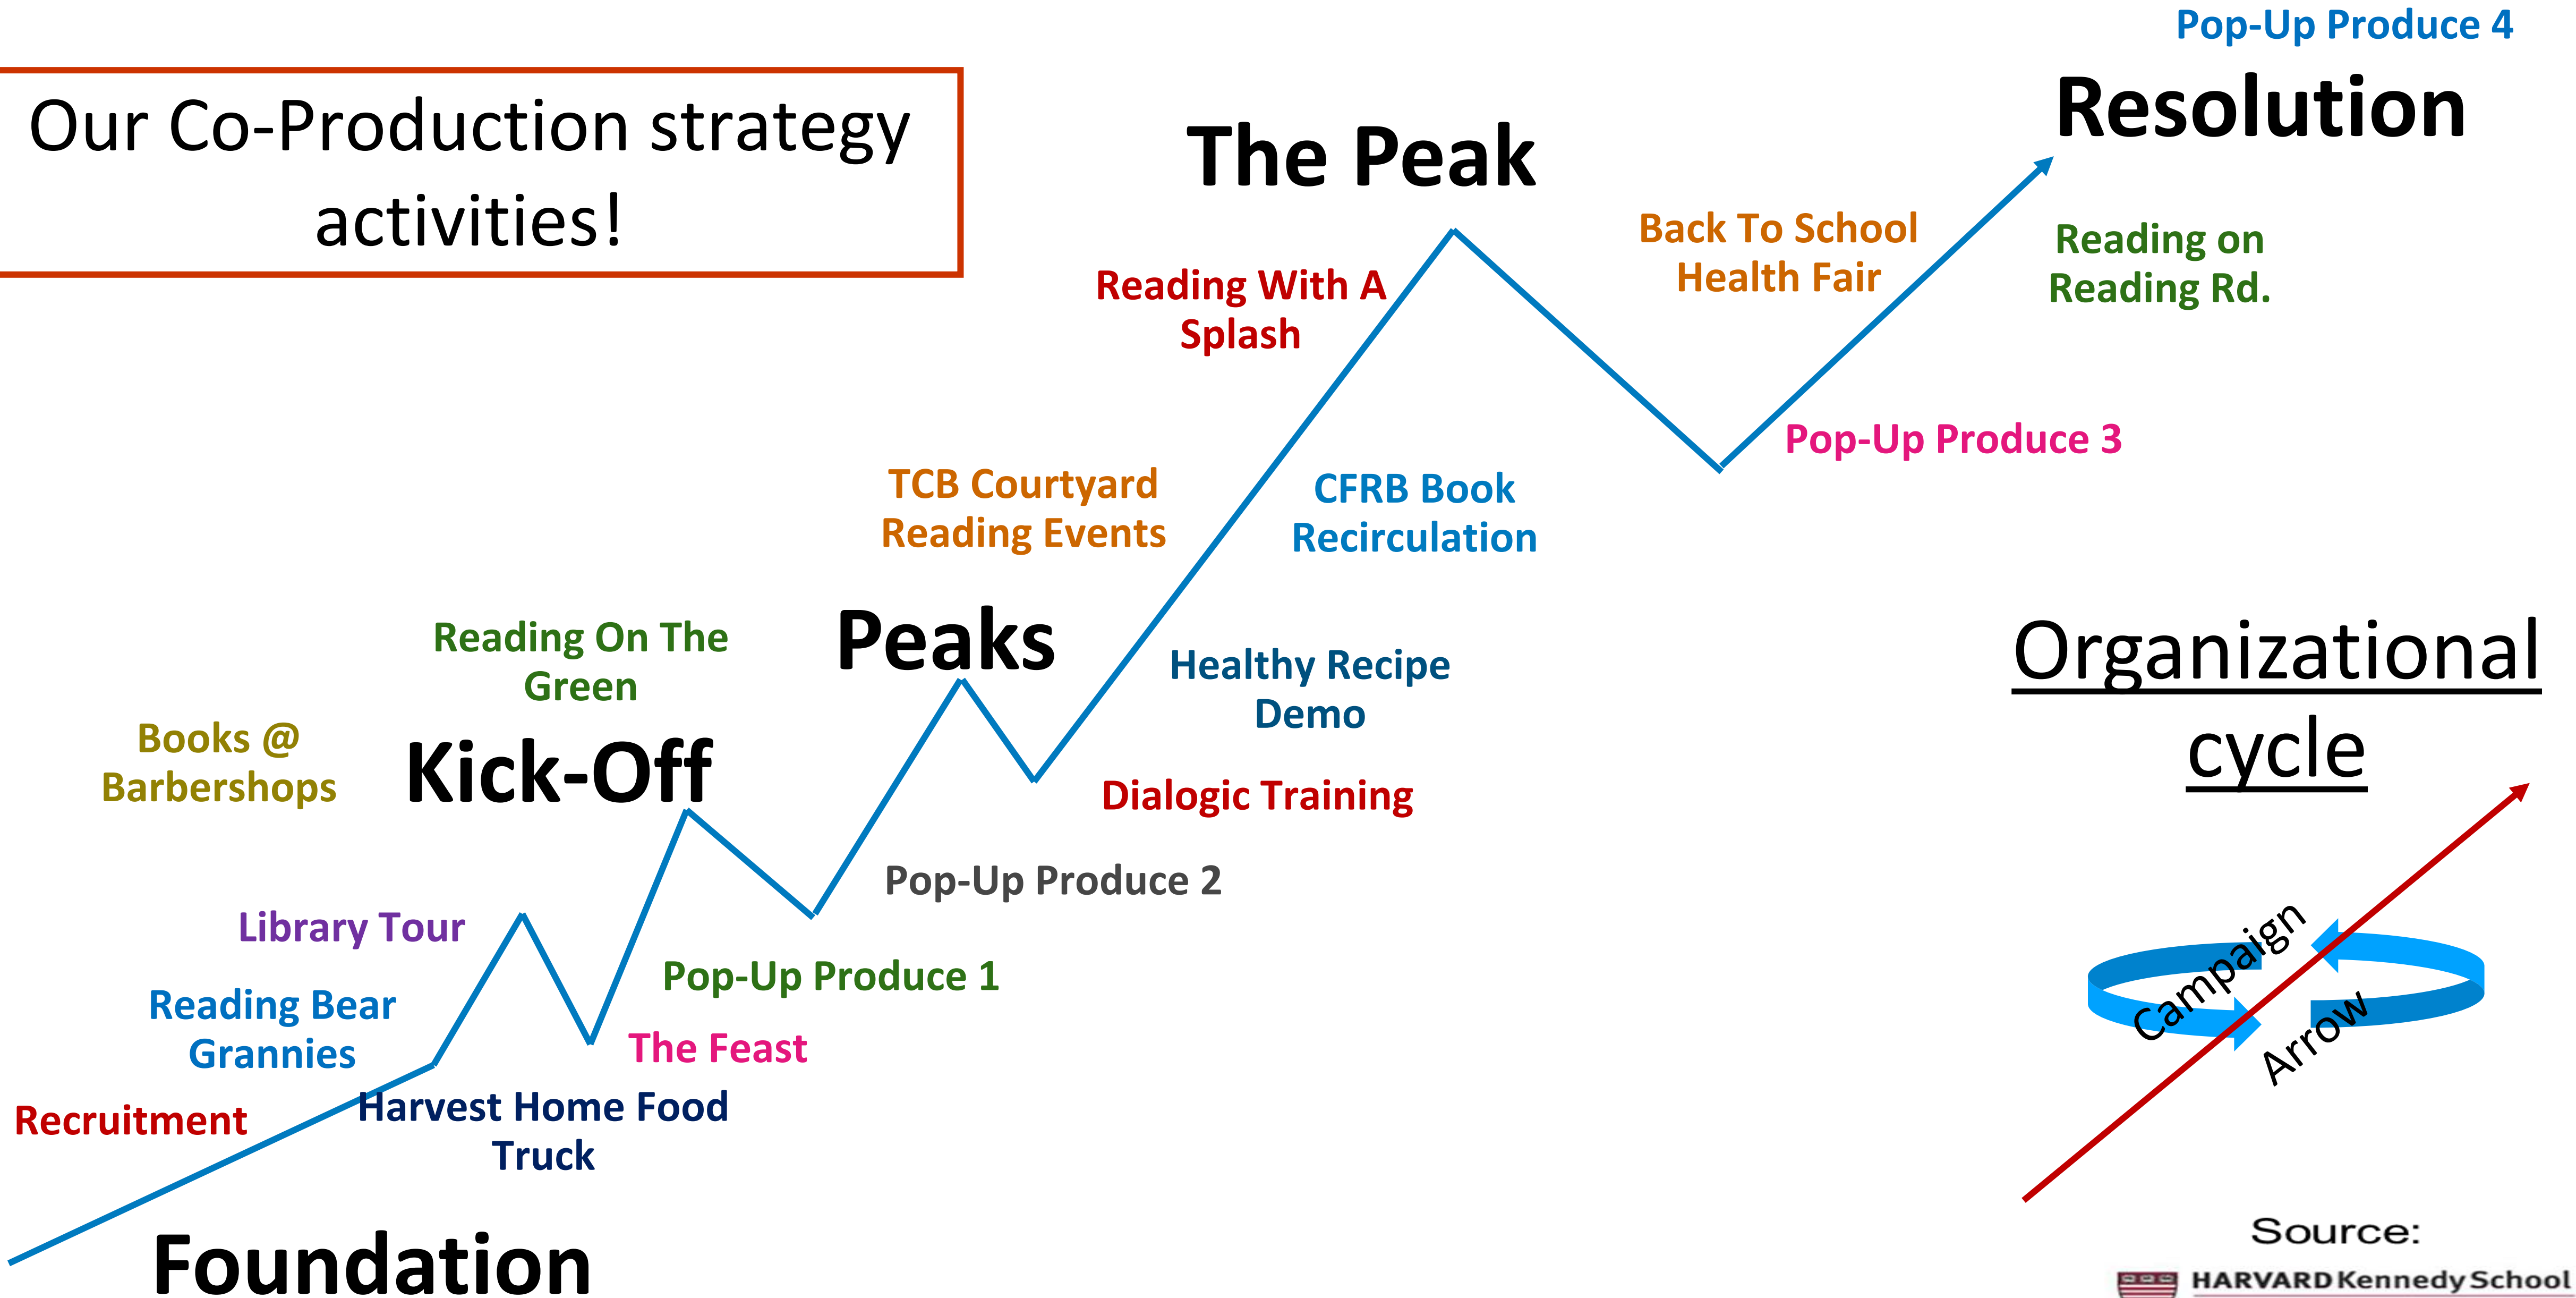 Pop-Up Produce 4
Our Co-Production strategy
activities!
Resolution
The Peak
Back To School
Health Fair
Reading on
Reading Rd.
Reading With A
Splash
Pop-Up Produce 3
TCB Courtyard
Reading Events
CFRB Book
Recirculation
Peaks
Reading On The
Green
Healthy Recipe
Demo
Organizational
cycle
Books @
Barbershops
Kick-Off
Dialogic Training
Pop-Up Produce 2
Library Tour
Pop-Up Produce 1
Reading Bear
Grannies
The Feast
Recruitment
Harvest Home Food
Truck
Campaign
Arrow
Foundation
Source:
HARVARD Kennedy School